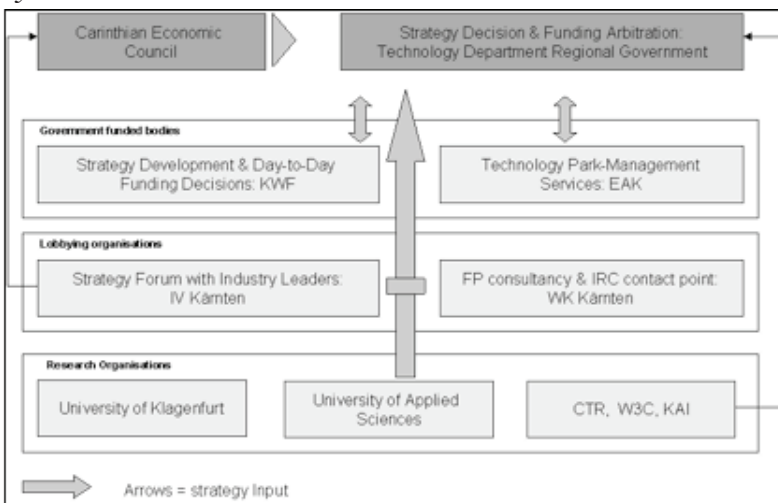 Carinthian Economic
Council
Strategy Decision & Funding Arbitration:
Technology Department Regional Government
Government funded bodies
Strategy Development & Day-to-Day
Funding Decisions: KWF
Technology Park-Management
Services: EAK
Lobbying organisations
Strategy Forum with Industry Leaders:
IV Kärnten
FP consultancy & IRC contact point:
WK Kärnten
Research Organisations
University of Klagenfurt
University of Applied
Sciences
CTR, W3C, KAI
Arrows = strategy Input